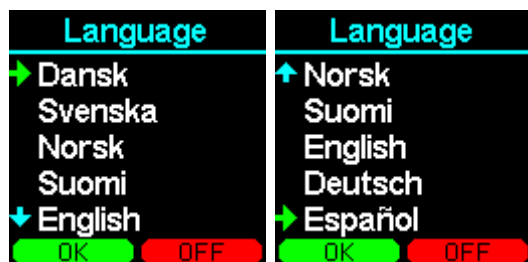 Language
Dansk
Svenska
Norsk
Suomi
English
OK OFF
Language
Norsk
Suomi
English
Deutsch
Español
OK OFF